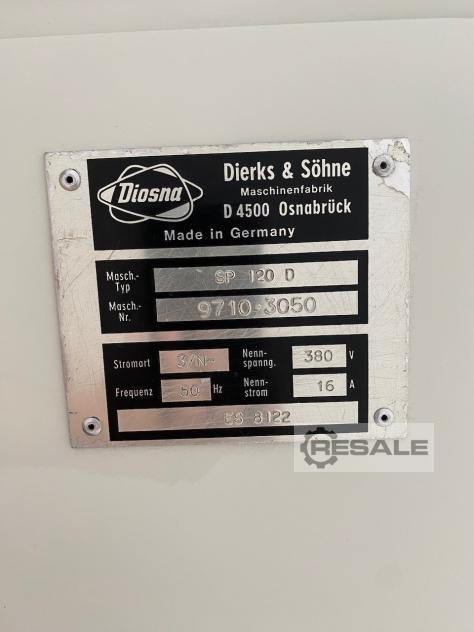 Diosna
Dierks & Söhne
Maschinenfabrik
D 4500 Osnabrück
Made in Germany
Masch.-Typ SP 120 D
Masch.-Nr. 9710-3050
Stromart 3/N~ Nenn-spanng. 380 V
Frequenz 50 Hz Nenn-strom 16 A
ES 8122
RESALE